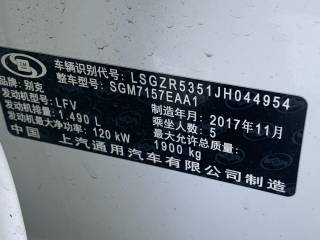 车辆识别代号: LSGZR5351JH044954
品牌: 别克 整车型号: SGM7157EAA1
发动机型号: LFV 制造年月: 2017年11月
发动机排量: 1.490 L 乘坐人数: 5
发动机最大净功率: 120 kW 最大允许总质量: 1900 kg
中国 上汽通用汽车有限公司制造